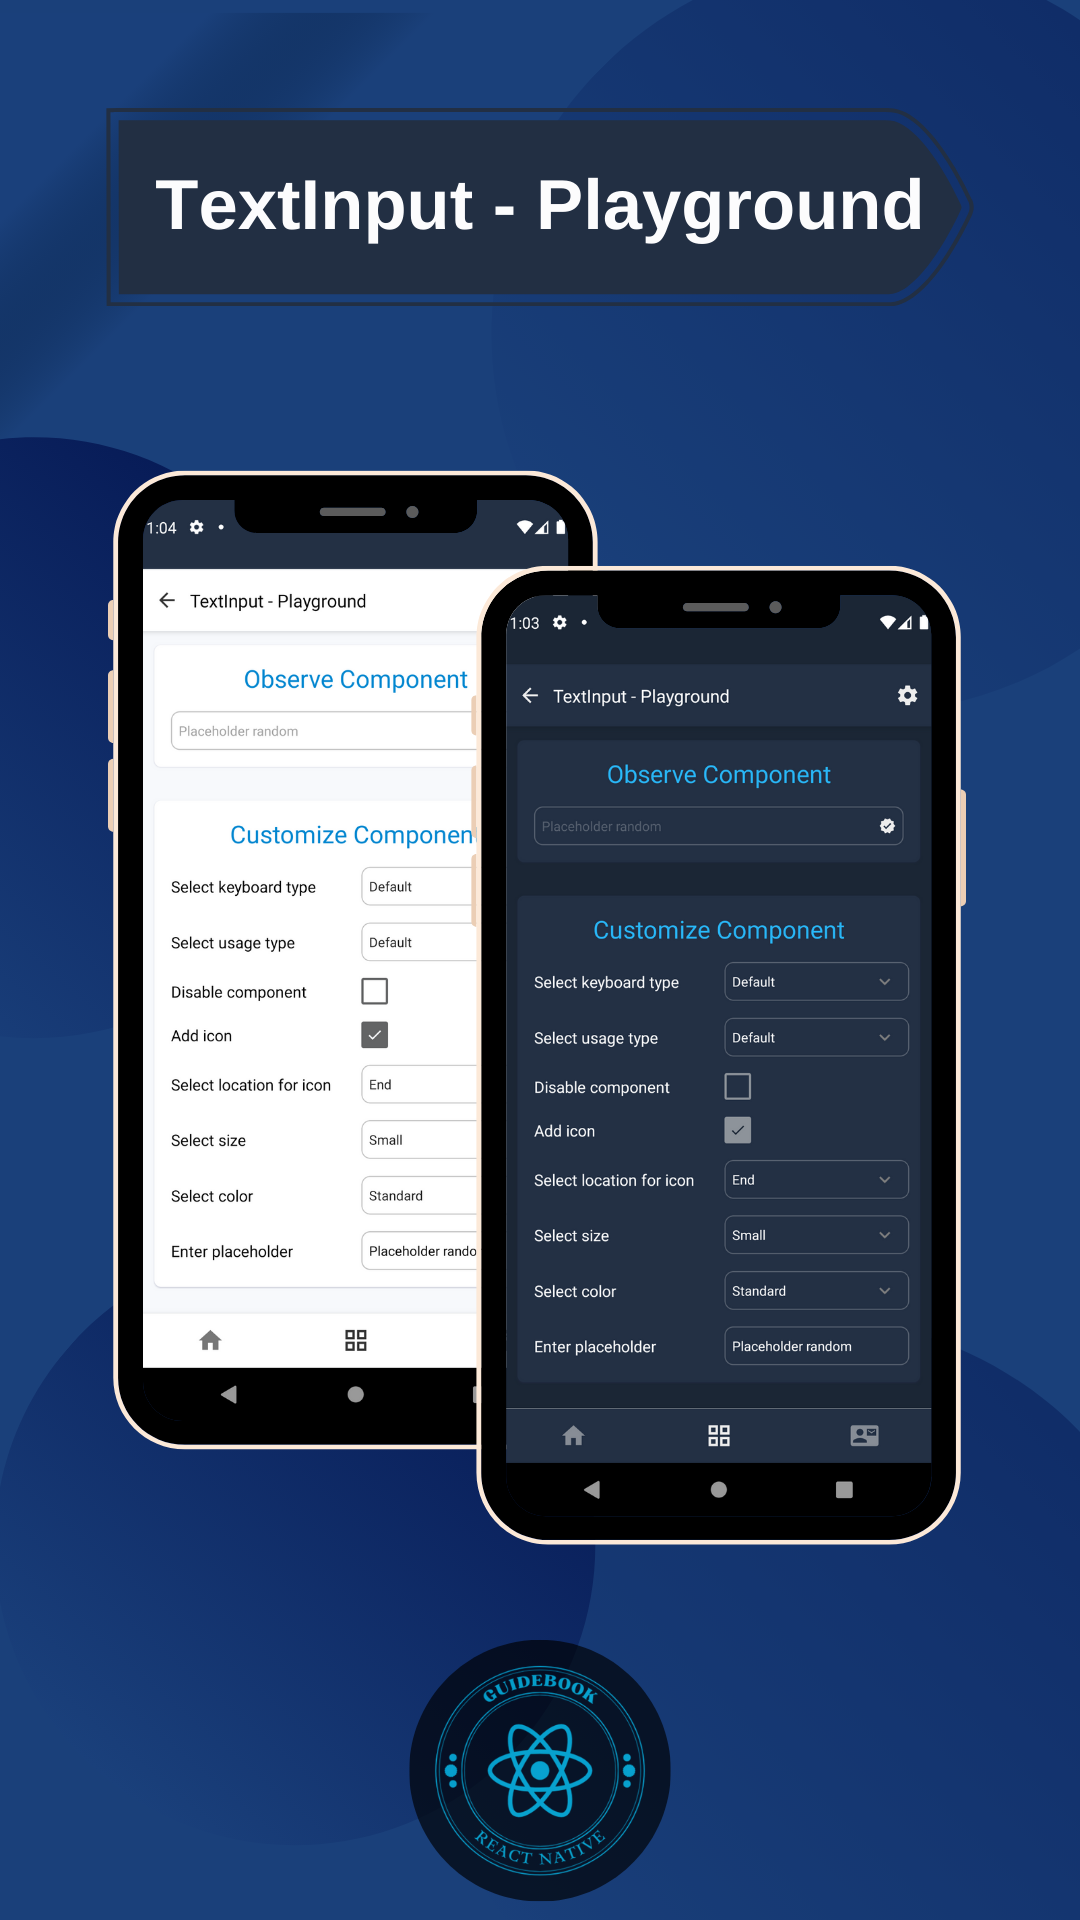 TextInput - Playground
1:04
TextInput - Playground
Observe Component
Placeholder random
Customize Componen
Select keyboard type
Default
Select usage type
Default
Disable component
Add icon
Select location for icon
End
Select size
Small
Select color
Standard
Enter placeholder
Placeholder rando
1:03
TextInput - Playground
Observe Component
Placeholder random
Customize Component
Select keyboard type
Default
Select usage type
Default
Disable component
Add icon
Select location for icon
End
Select size
Small
Select color
Standard
Enter placeholder
Placeholder random
GUIDEBOOK
REACT NATIVE